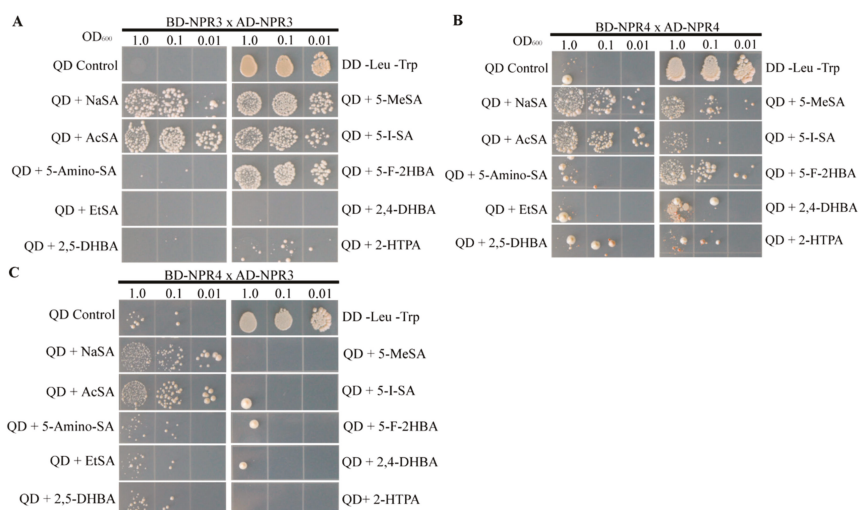 A
BD-NPR3 x AD-NPR3
OD600 1.0 0.1 0.01 1.0 0.1 0.01
QD Control DD -Leu -Trp
QD + NaSA QD + 5-MeSA
QD + AcSA QD + 5-I-SA
QD + 5-Amino-SA QD + 5-F-2HBA
QD + EtSA QD + 2,4-DHBA
QD + 2,5-DHBA QD + 2-HTPA
B
BD-NPR4 x AD-NPR4
OD600 1.0 0.1 0.01 1.0 0.1 0.01
QD Control DD -Leu -Trp
QD + NaSA QD + 5-MeSA
QD + AcSA QD + 5-I-SA
QD + 5-Amino-SA QD + 5-F-2HBA
QD + EtSA QD + 2,4-DHBA
QD + 2,5-DHBA QD + 2-HTPA
C
BD-NPR4 x AD-NPR3
1.0 0.1 0.01 1.0 0.1 0.01
QD Control DD -Leu -Trp
QD + NaSA QD + 5-MeSA
QD + AcSA QD + 5-I-SA
QD + 5-Amino-SA QD + 5-F-2HBA
QD + EtSA QD + 2,4-DHBA
QD + 2,5-DHBA QD+ 2-HTPA